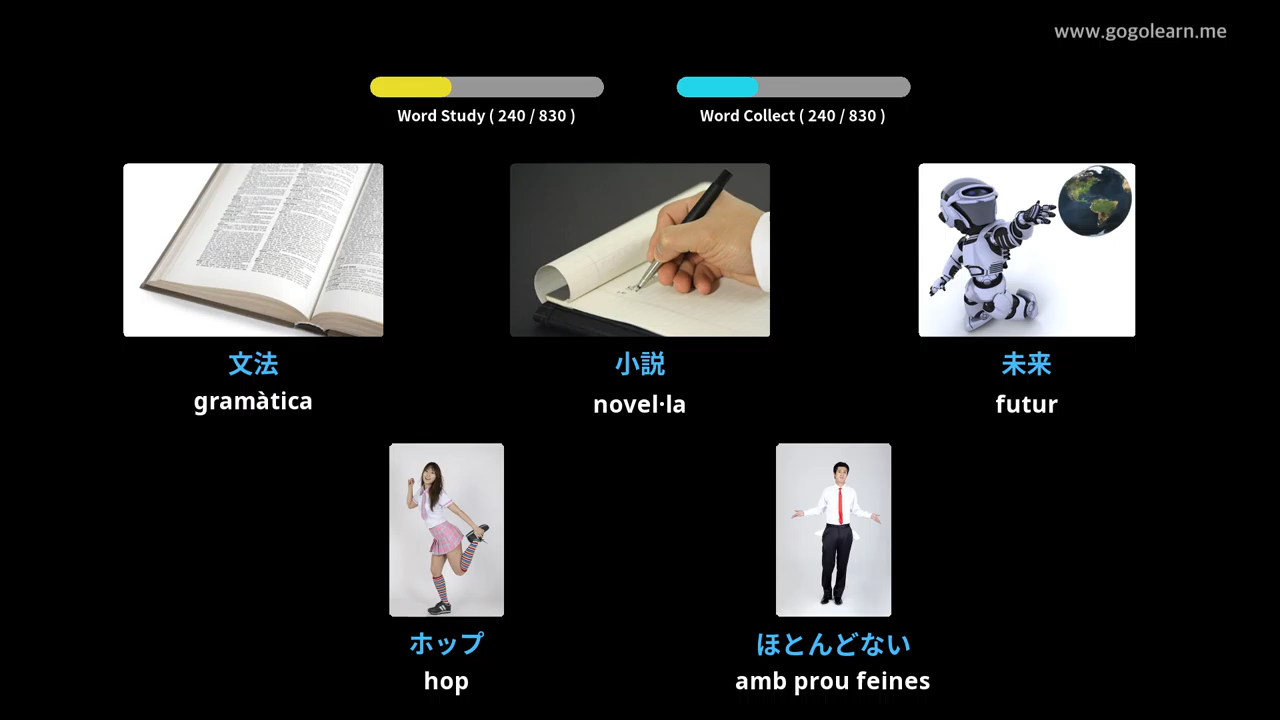 www.gogolearn.me
Word Study ( 240 / 830 )
Word Collect ( 240 / 830 )
文法
gramàtica
小説
novel·la
未来
futur
ホップ
hop
ほとんどない
amb prou feines